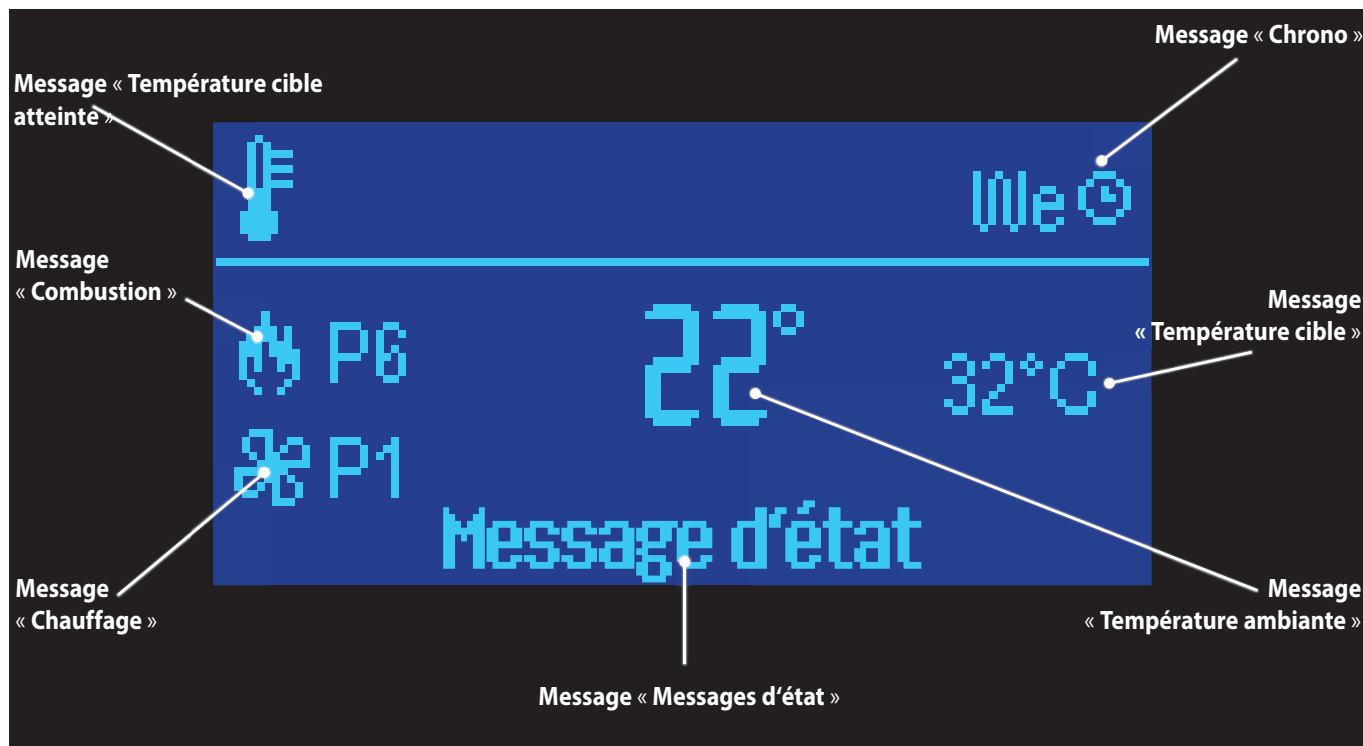 Message « Chrono »
Message « Température cible
atteinte »
We
Message
« Combustion »
P6
22°
32°C
Message
« Température cible »
P1
Message d'état
Message
« Chauffage »
Message
« Température ambiante »
Message « Messages d‘état »